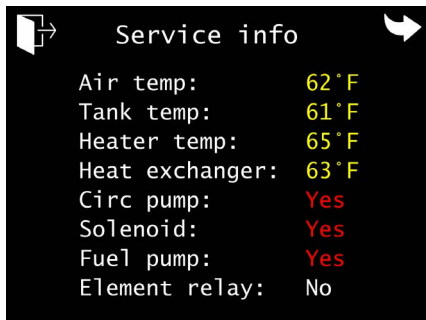 Service info
Air temp: 62°F
Tank temp: 61°F
Heater temp: 65°F
Heat exchanger: 63°F
Circ pump: Yes
Solenoid: Yes
Fuel pump: Yes
Element relay: No